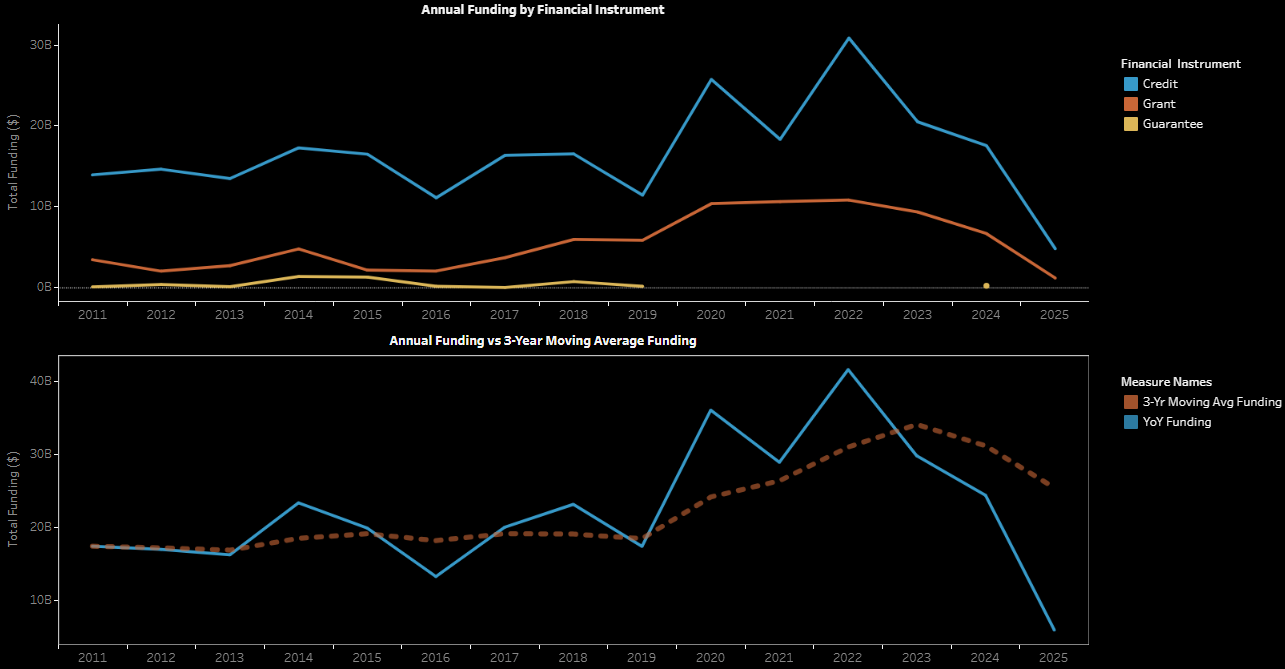 Annual Funding by Financial Instrument
Total Funding ($)
30B
20B
10B
0B
2011 2012 2013 2014 2015 2016 2017 2018 2019 2020 2021 2022 2023 2024 2025
Financial Instrument
Credit
Grant
Guarantee
Annual Funding vs 3-Year Moving Average Funding
Total Funding ($)
40B
30B
20B
10B
2011 2012 2013 2014 2015 2016 2017 2018 2019 2020 2021 2022 2023 2024 2025
Measure Names
3-Yr Moving Avg Funding
YoY Funding